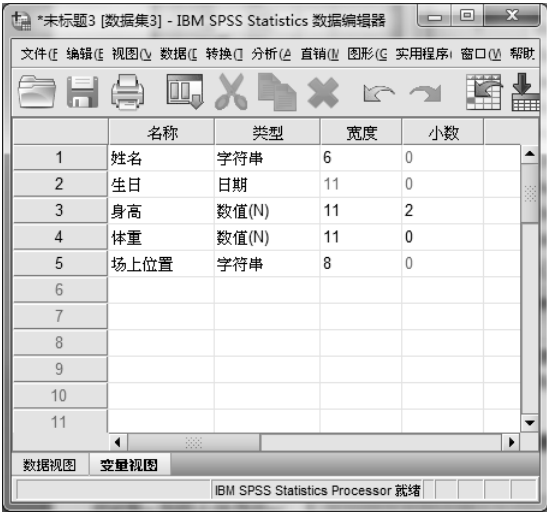 *未标题3 [数据集3] - IBM SPSS Statistics 数据编辑器
文件(F 编辑(E 视图(V 数据(D 转换(T 分析(A 直销(M 图形(G 实用程序( 窗口(W 帮助
名称 类型 宽度 小数
1 姓名 字符串 6 0
2 生日 日期 11 0
3 身高 数值(N) 11 2
4 体重 数值(N) 11 0
5 场上位置 字符串 8 0
6
7
8
9
10
11
数据视图 变量视图
IBM SPSS Statistics Processor 就绪